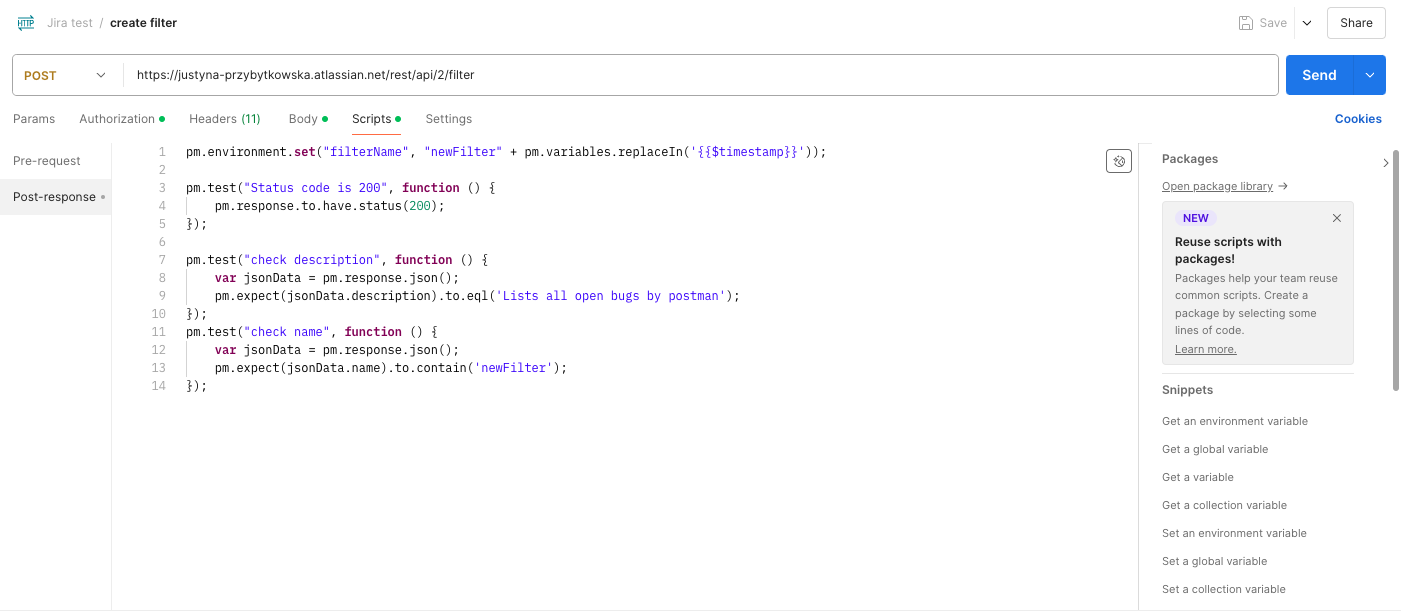 HTTP Jira test / create filter Save Share
POST https://justyna-przybytkowska.atlassian.net/rest/api/2/filter Send
Params Authorization Headers (11) Body Scripts Settings Cookies
Pre-request
Post-response
1 pm.environment.set("filterName", "newFilter" + pm.variables.replaceIn('{{$timestamp}}'));
2
3 pm.test("Status code is 200", function () {
4     pm.response.to.have.status(200);
5 });
6
7 pm.test("check description", function () {
8     var jsonData = pm.response.json();
9     pm.expect(jsonData.description).to.eql('Lists all open bugs by postman');
10 });
11 pm.test("check name", function () {
12     var jsonData = pm.response.json();
13     pm.expect(jsonData.name).to.contain('newFilter');
14 });
Packages
Open package library →
NEW
Reuse scripts with
packages!
Packages help your team reuse
common scripts. Create a
package by selecting some
lines of code.
Learn more.
Snippets
Get an environment variable
Get a global variable
Get a variable
Get a collection variable
Set an environment variable
Set a global variable
Set a collection variable